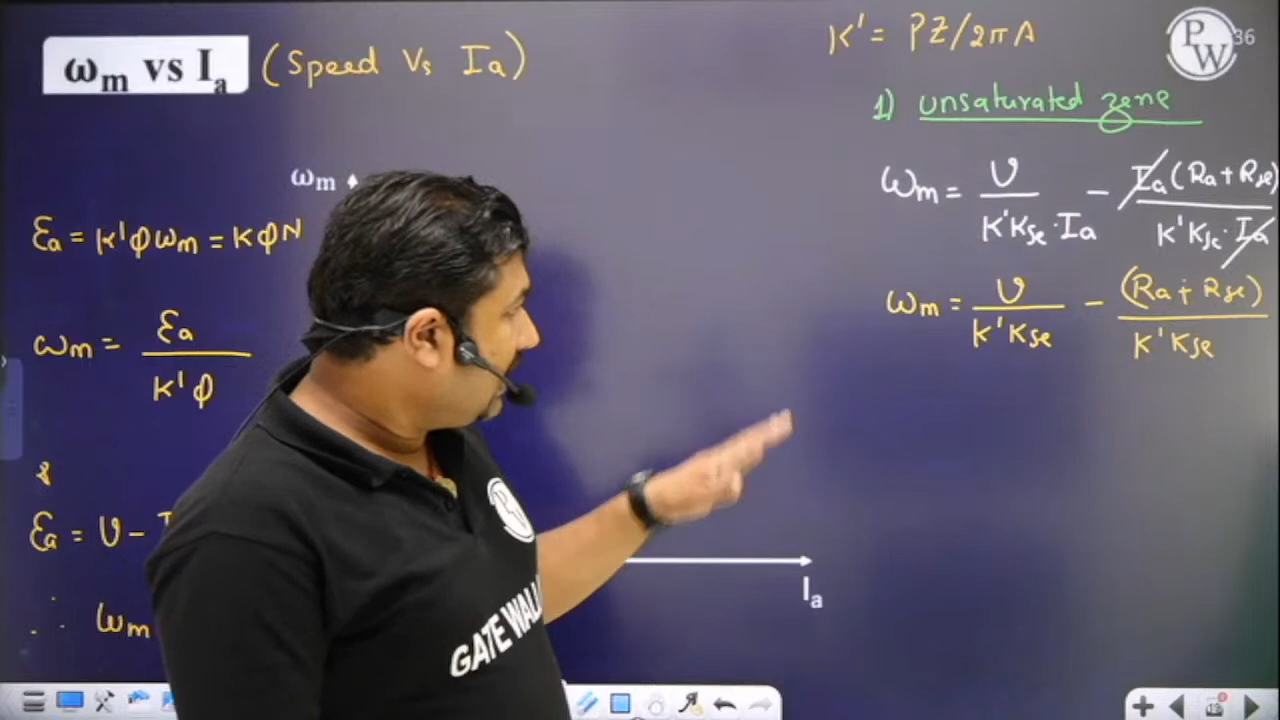 ωm vs Ia (Speed Vs Ia)
K' = PZ/2πA
PW
36
1) unsaturated zone
ωm
ωm = V / K'Kse·Ia − Ia(Ra+Rse) / K'Kse·Ia
Ea = K'φωm = KφN
ωm = V / K'Kse − (Ra+Rse) / K'Kse
ωm = Ea / K'φ
&
Ea = V −
∴ ωm
Ia
GATE WALL